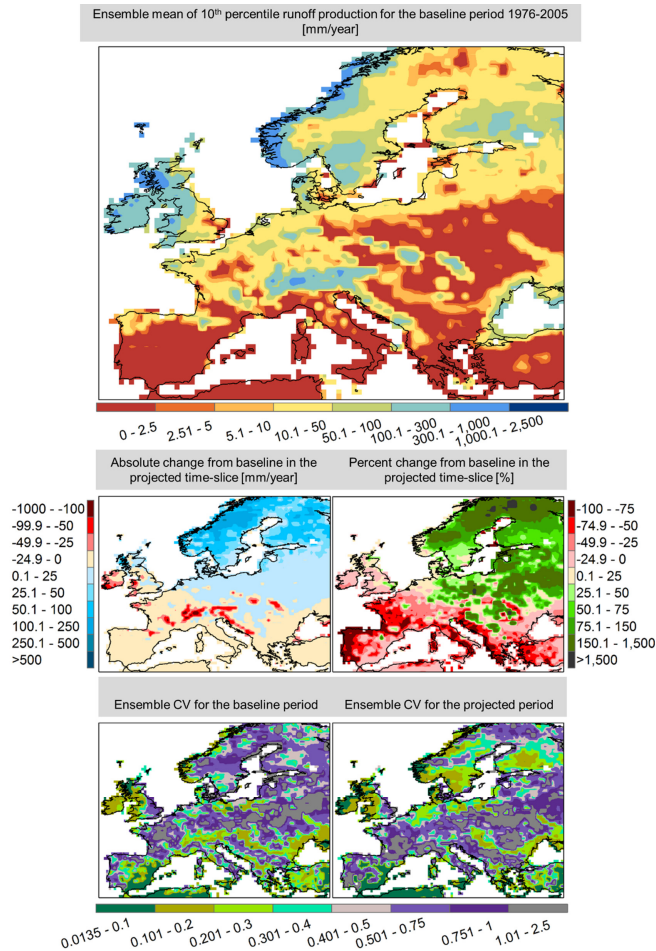 Ensemble mean of 10th percentile runoff production for the baseline period 1976-2005
[mm/year]
0 - 2.5
2.51 - 5
5.1 - 10
10.1 - 50
50.1 - 100
100.1 - 300
300.1 - 1,000
1,000.1 - 2,500
Absolute change from baseline in the
projected time-slice [mm/year]
Percent change from baseline in the
projected time-slice [%]
-1000 - -100
-99.9 - -50
-49.9 - -25
-24.9 - 0
0.1 - 25
25.1 - 50
50.1 - 100
100.1 - 250
250.1 - 500
>500
-100 - -75
-74.9 - -50
-49.9 - -25
-24.9 - 0
0.1 - 25
25.1 - 50
50.1 - 75
75.1 - 150
150.1 - 1,500
>1,500
Ensemble CV for the baseline period
Ensemble CV for the projected period
0.0135 - 0.1
0.101 - 0.2
0.201 - 0.3
0.301 - 0.4
0.401 - 0.5
0.501 - 0.75
0.751 - 1
1.01 - 2.5